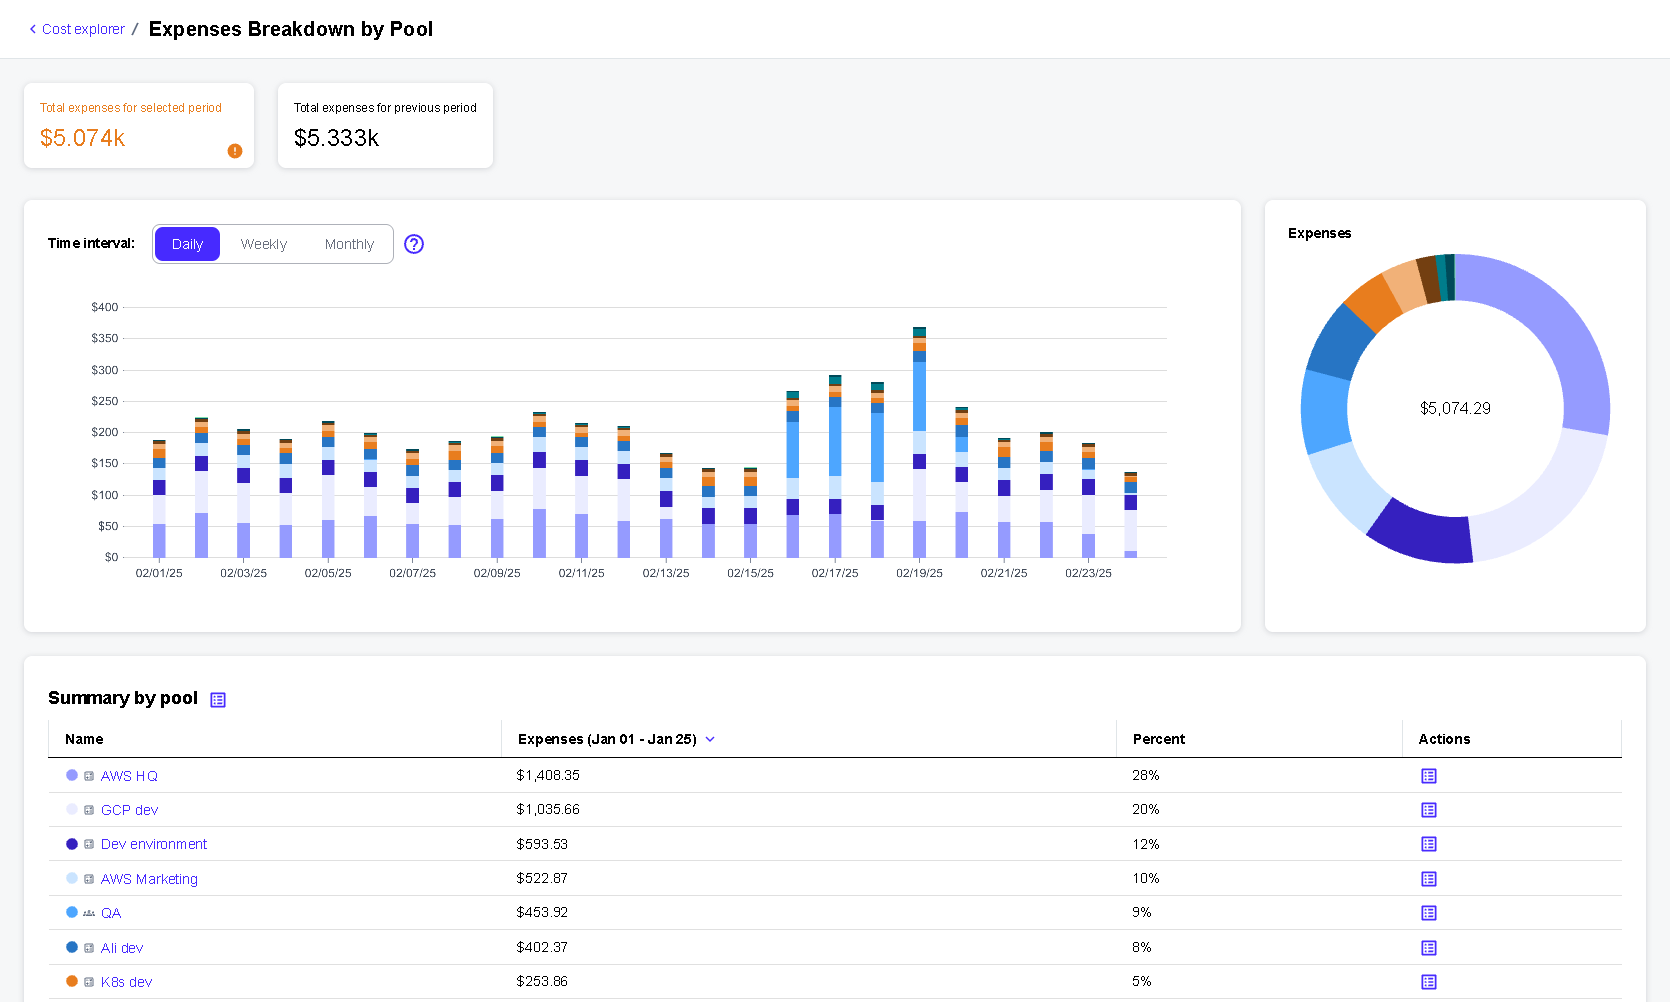 Cost explorer / Expenses Breakdown by Pool
Total expenses for selected period
$5.074k
Total expenses for previous period
$5.333k
Time interval: Daily Weekly Monthly
$400
$350
$300
$250
$200
$150
$100
$50
$0
02/01/25 02/03/25 02/05/25 02/07/25 02/09/25 02/11/25 02/13/25 02/15/25 02/17/25 02/19/25 02/21/25 02/23/25
Expenses
$5,074.29
Summary by pool
Name Expenses (Jan 01 - Jan 25) Percent Actions
AWS HQ $1,408.35 28%
GCP dev $1,035.66 20%
Dev environment $593.53 12%
AWS Marketing $522.87 10%
QA $453.92 9%
Ali dev $402.37 8%
K8s dev $253.86 5%